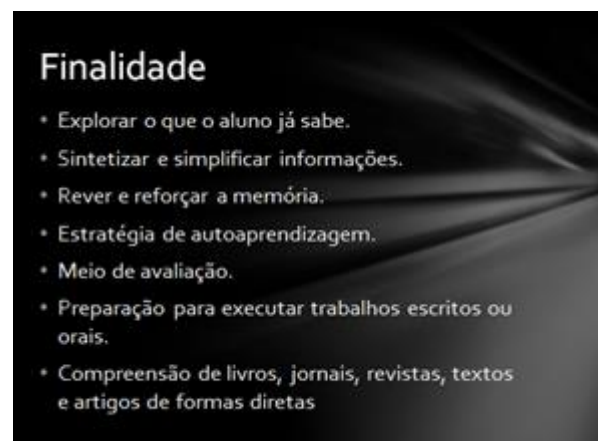 Finalidade
• Explorar o que o aluno já sabe.
• Sintetizar e simplificar informações.
• Rever e reforçar a memória.
• Estratégia de autoaprendizagem.
• Meio de avaliação.
• Preparação para executar trabalhos escritos ou
orais.
• Compreensão de livros, jornais, revistas, textos
e artigos de formas diretas